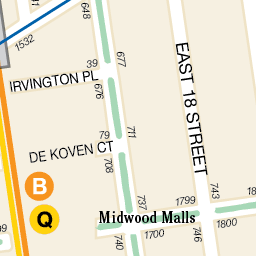 648
1532
39
677
IRVINGTON PL
676
EAST 18 STREET
79
711
DE KOVEN CT
708
B
Q
737
1799
743
Midwood Malls
740
1700
746
1800